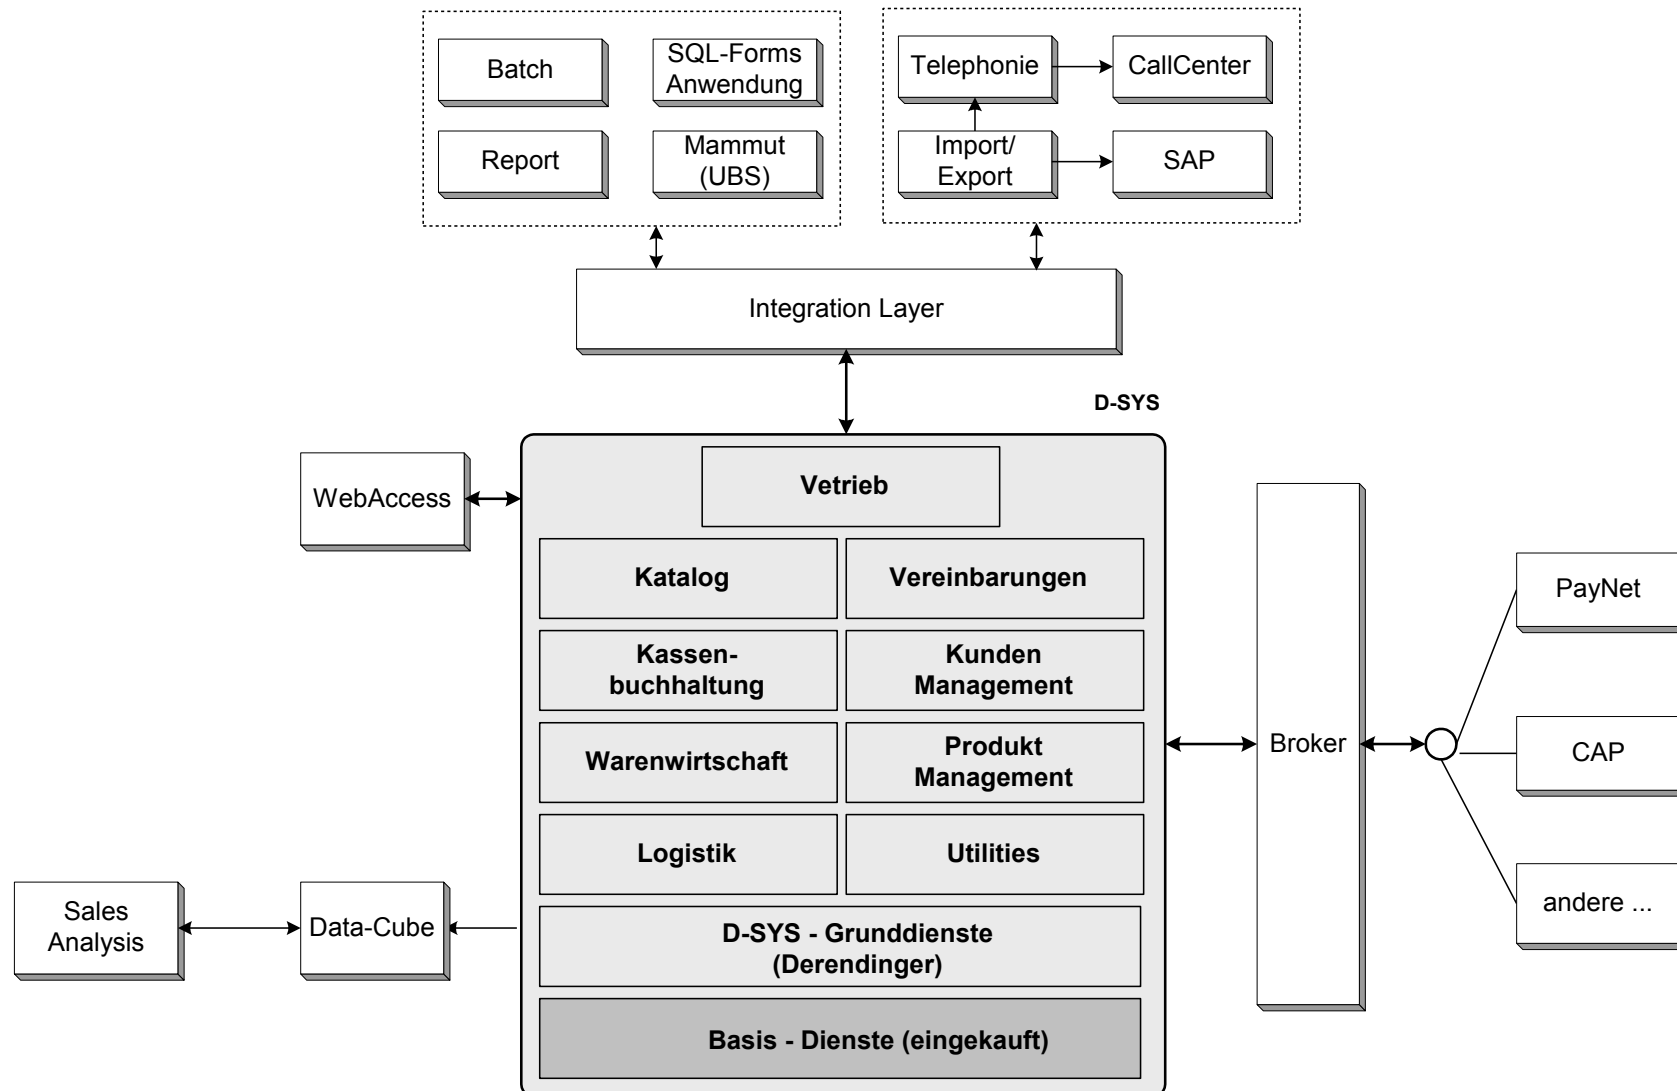 Batch
SQL-Forms
Anwendung
Report
Mammut
(UBS)
Telephonie
CallCenter
Import/
Export
SAP
Integration Layer
D-SYS
WebAccess
Vetrieb
Katalog
Vereinbarungen
Kassen-
buchhaltung
Kunden
Management
Warenwirtschaft
Produkt
Management
Logistik
Utilities
D-SYS - Grunddienste
(Derendinger)
Basis - Dienste (eingekauft)
Sales
Analysis
Data-Cube
Broker
PayNet
CAP
andere ...